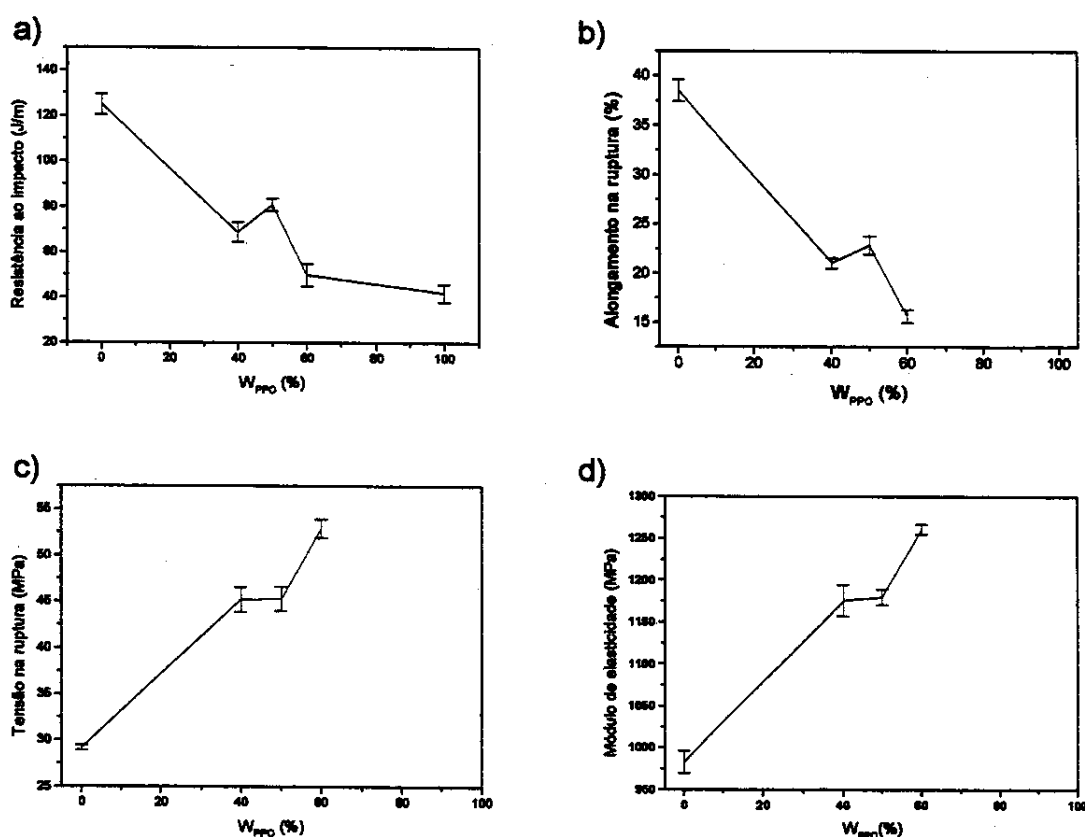 a)
Resistência ao impacto (J/m)
140
120
100
80
60
40
20
0 20 40 60 80 100
W_PPO (%)
b)
Alongamento na ruptura (%)
40
35
30
25
20
15
0 20 40 60 80 100
W_PPO (%)
c)
Tensão na ruptura (MPa)
55
50
45
40
35
30
25
0 20 40 60 80 100
W_PPO (%)
d)
Módulo de elasticidade (MPa)
1300
1250
1200
1150
1100
1050
1000
950
0 20 40 60 80 100
W_PPO (%)